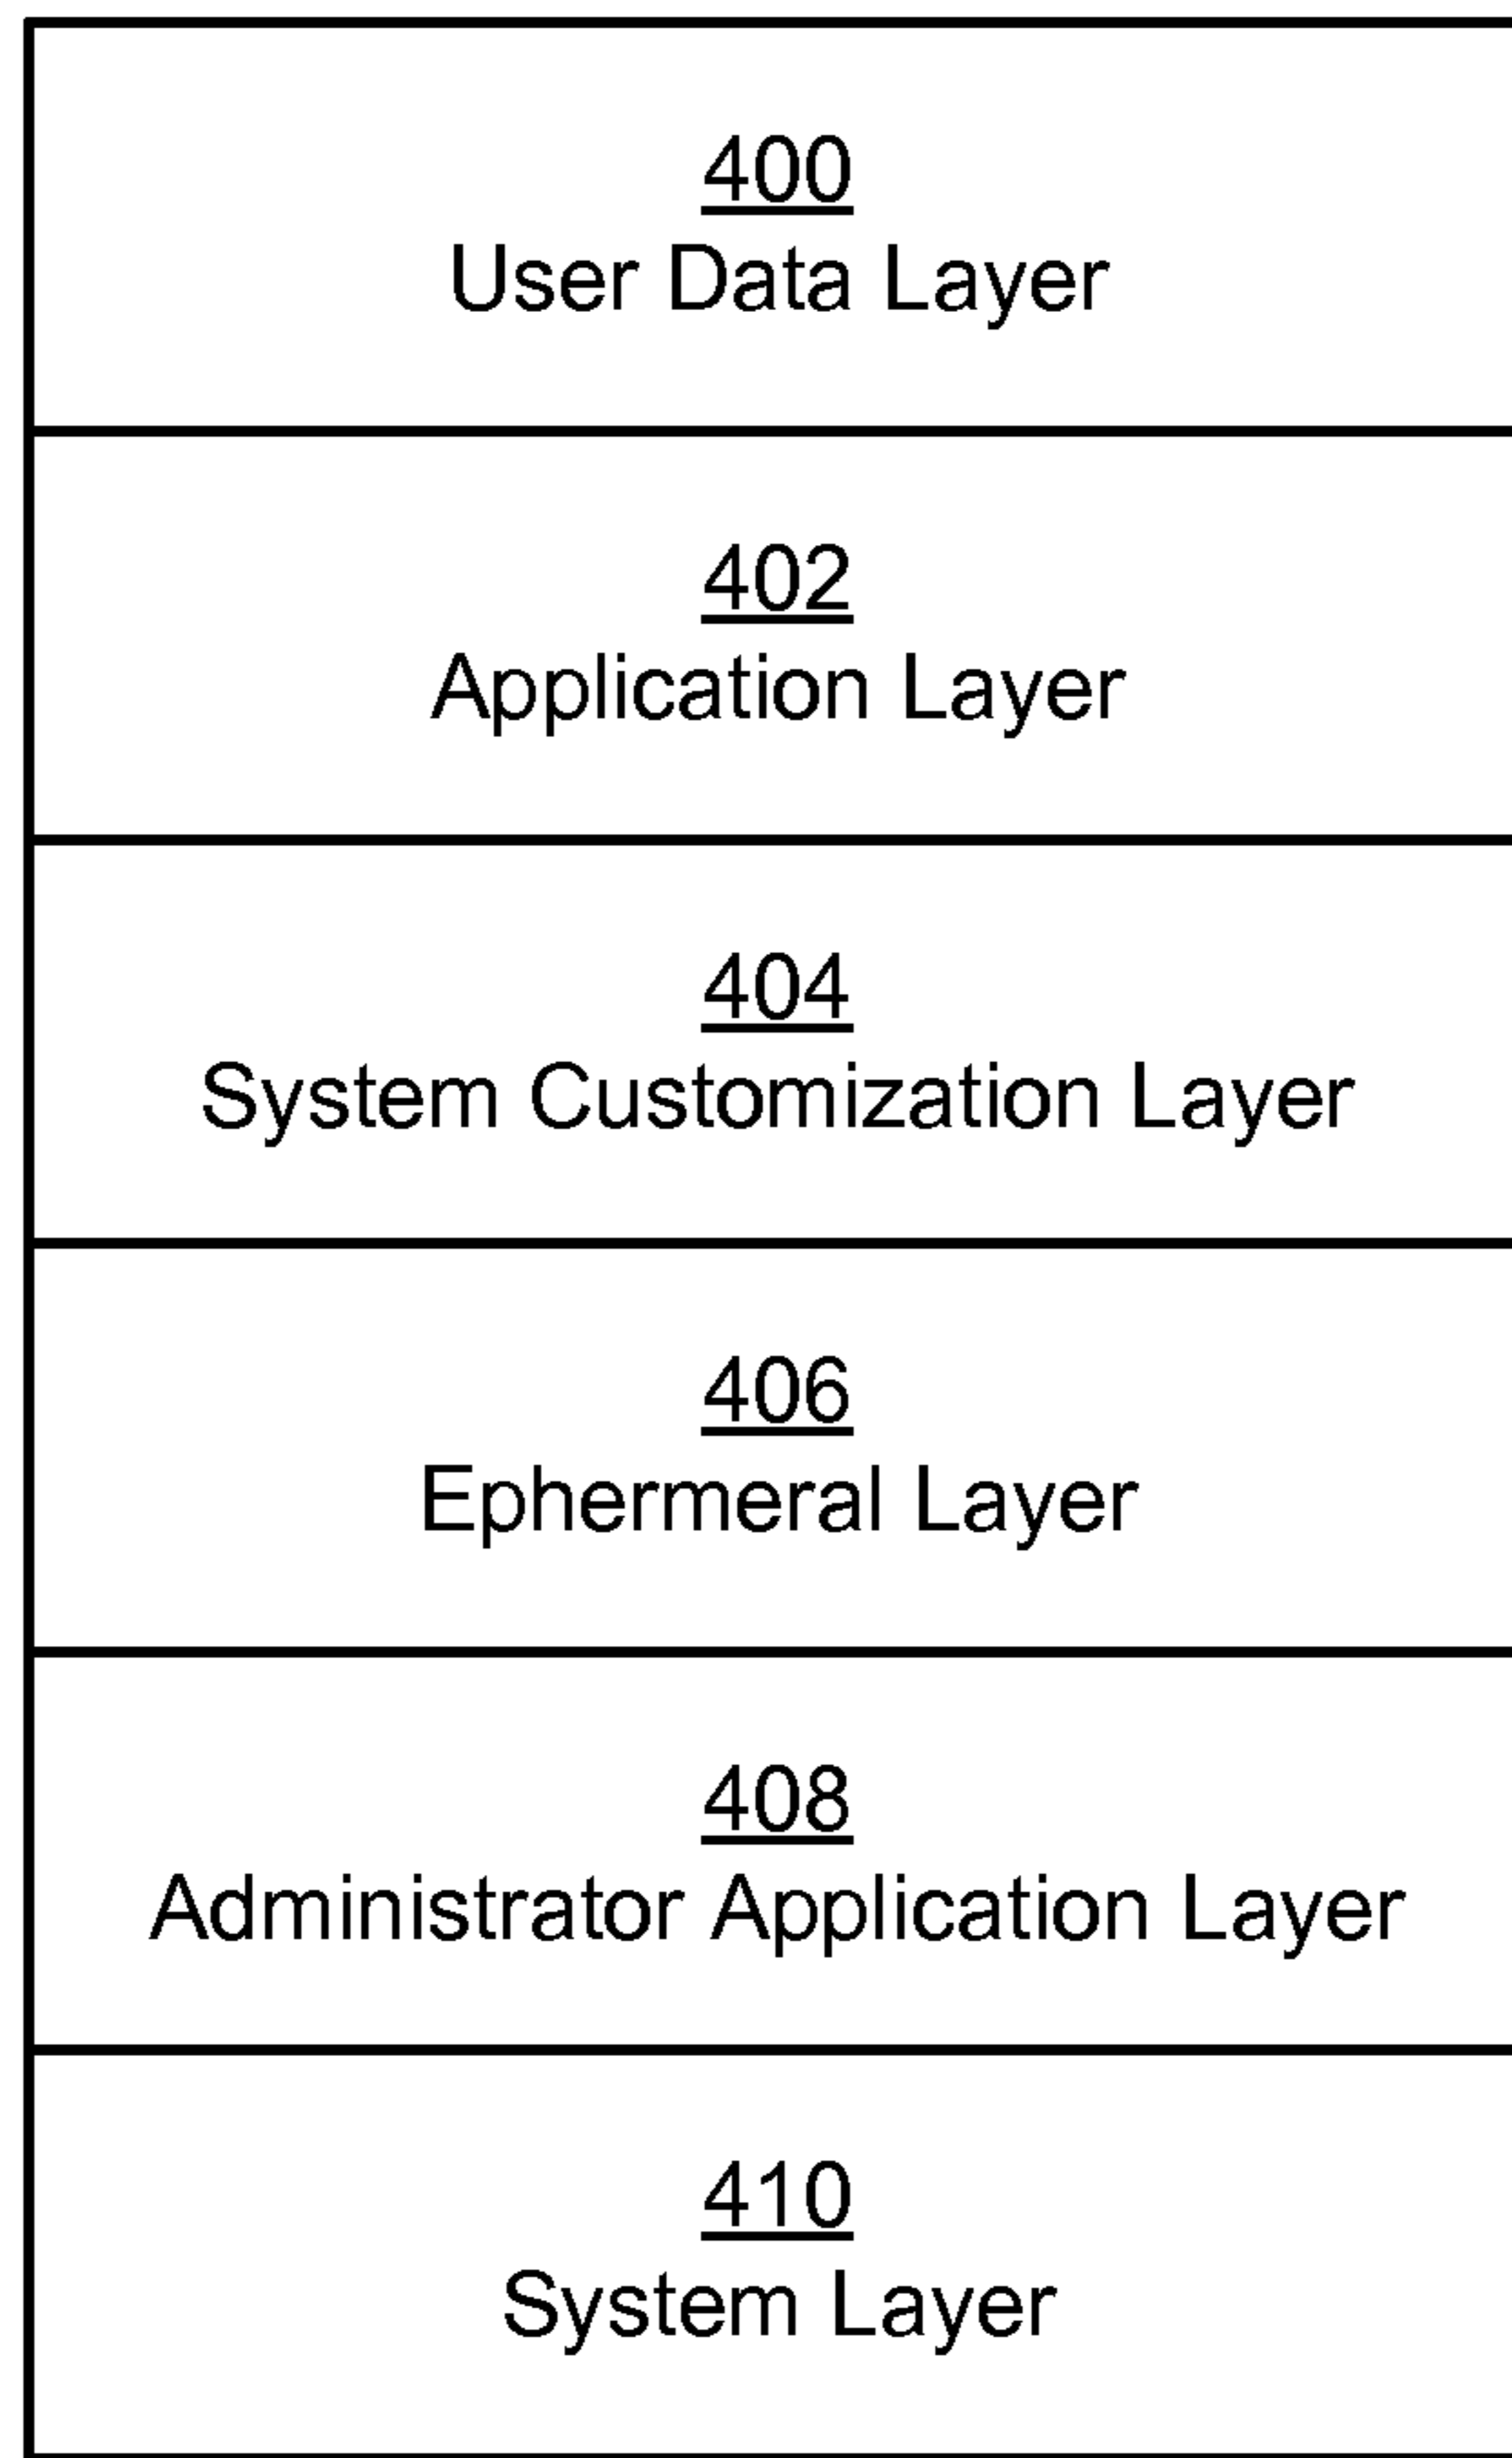 400
User Data Layer
402
Application Layer
404
System Customization Layer
406
Ephermeral Layer
408
Administrator Application Layer
410
System Layer